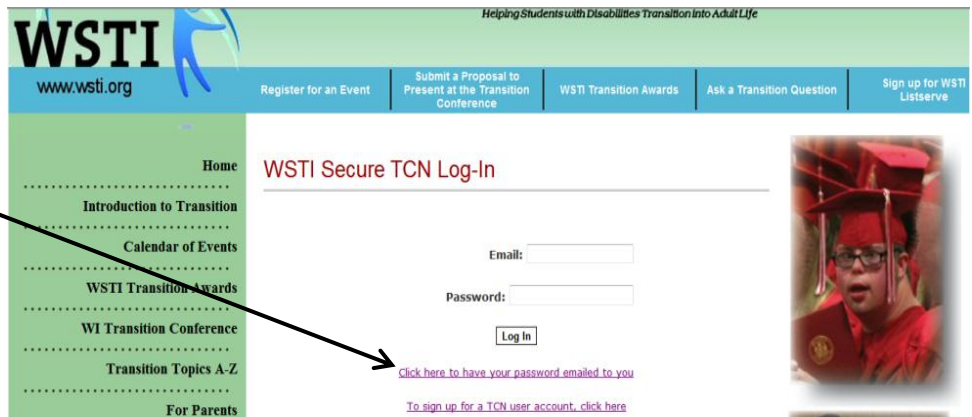 Helping Students with Disabilities Transition into Adult Life
WSTI
www.wsti.org
Register for an Event
Submit a Proposal to
Present at the Transition
Conference
WSTI Transition Awards
Ask a Transition Question
Sign up for WSTI
Listserve
Home
Introduction to Transition
Calendar of Events
WSTI Transition Awards
WI Transition Conference
Transition Topics A-Z
For Parents
WSTI Secure TCN Log-In
Email:
Password:
Log In
Click here to have your password emailed to you
To sign up for a TCN user account, click here